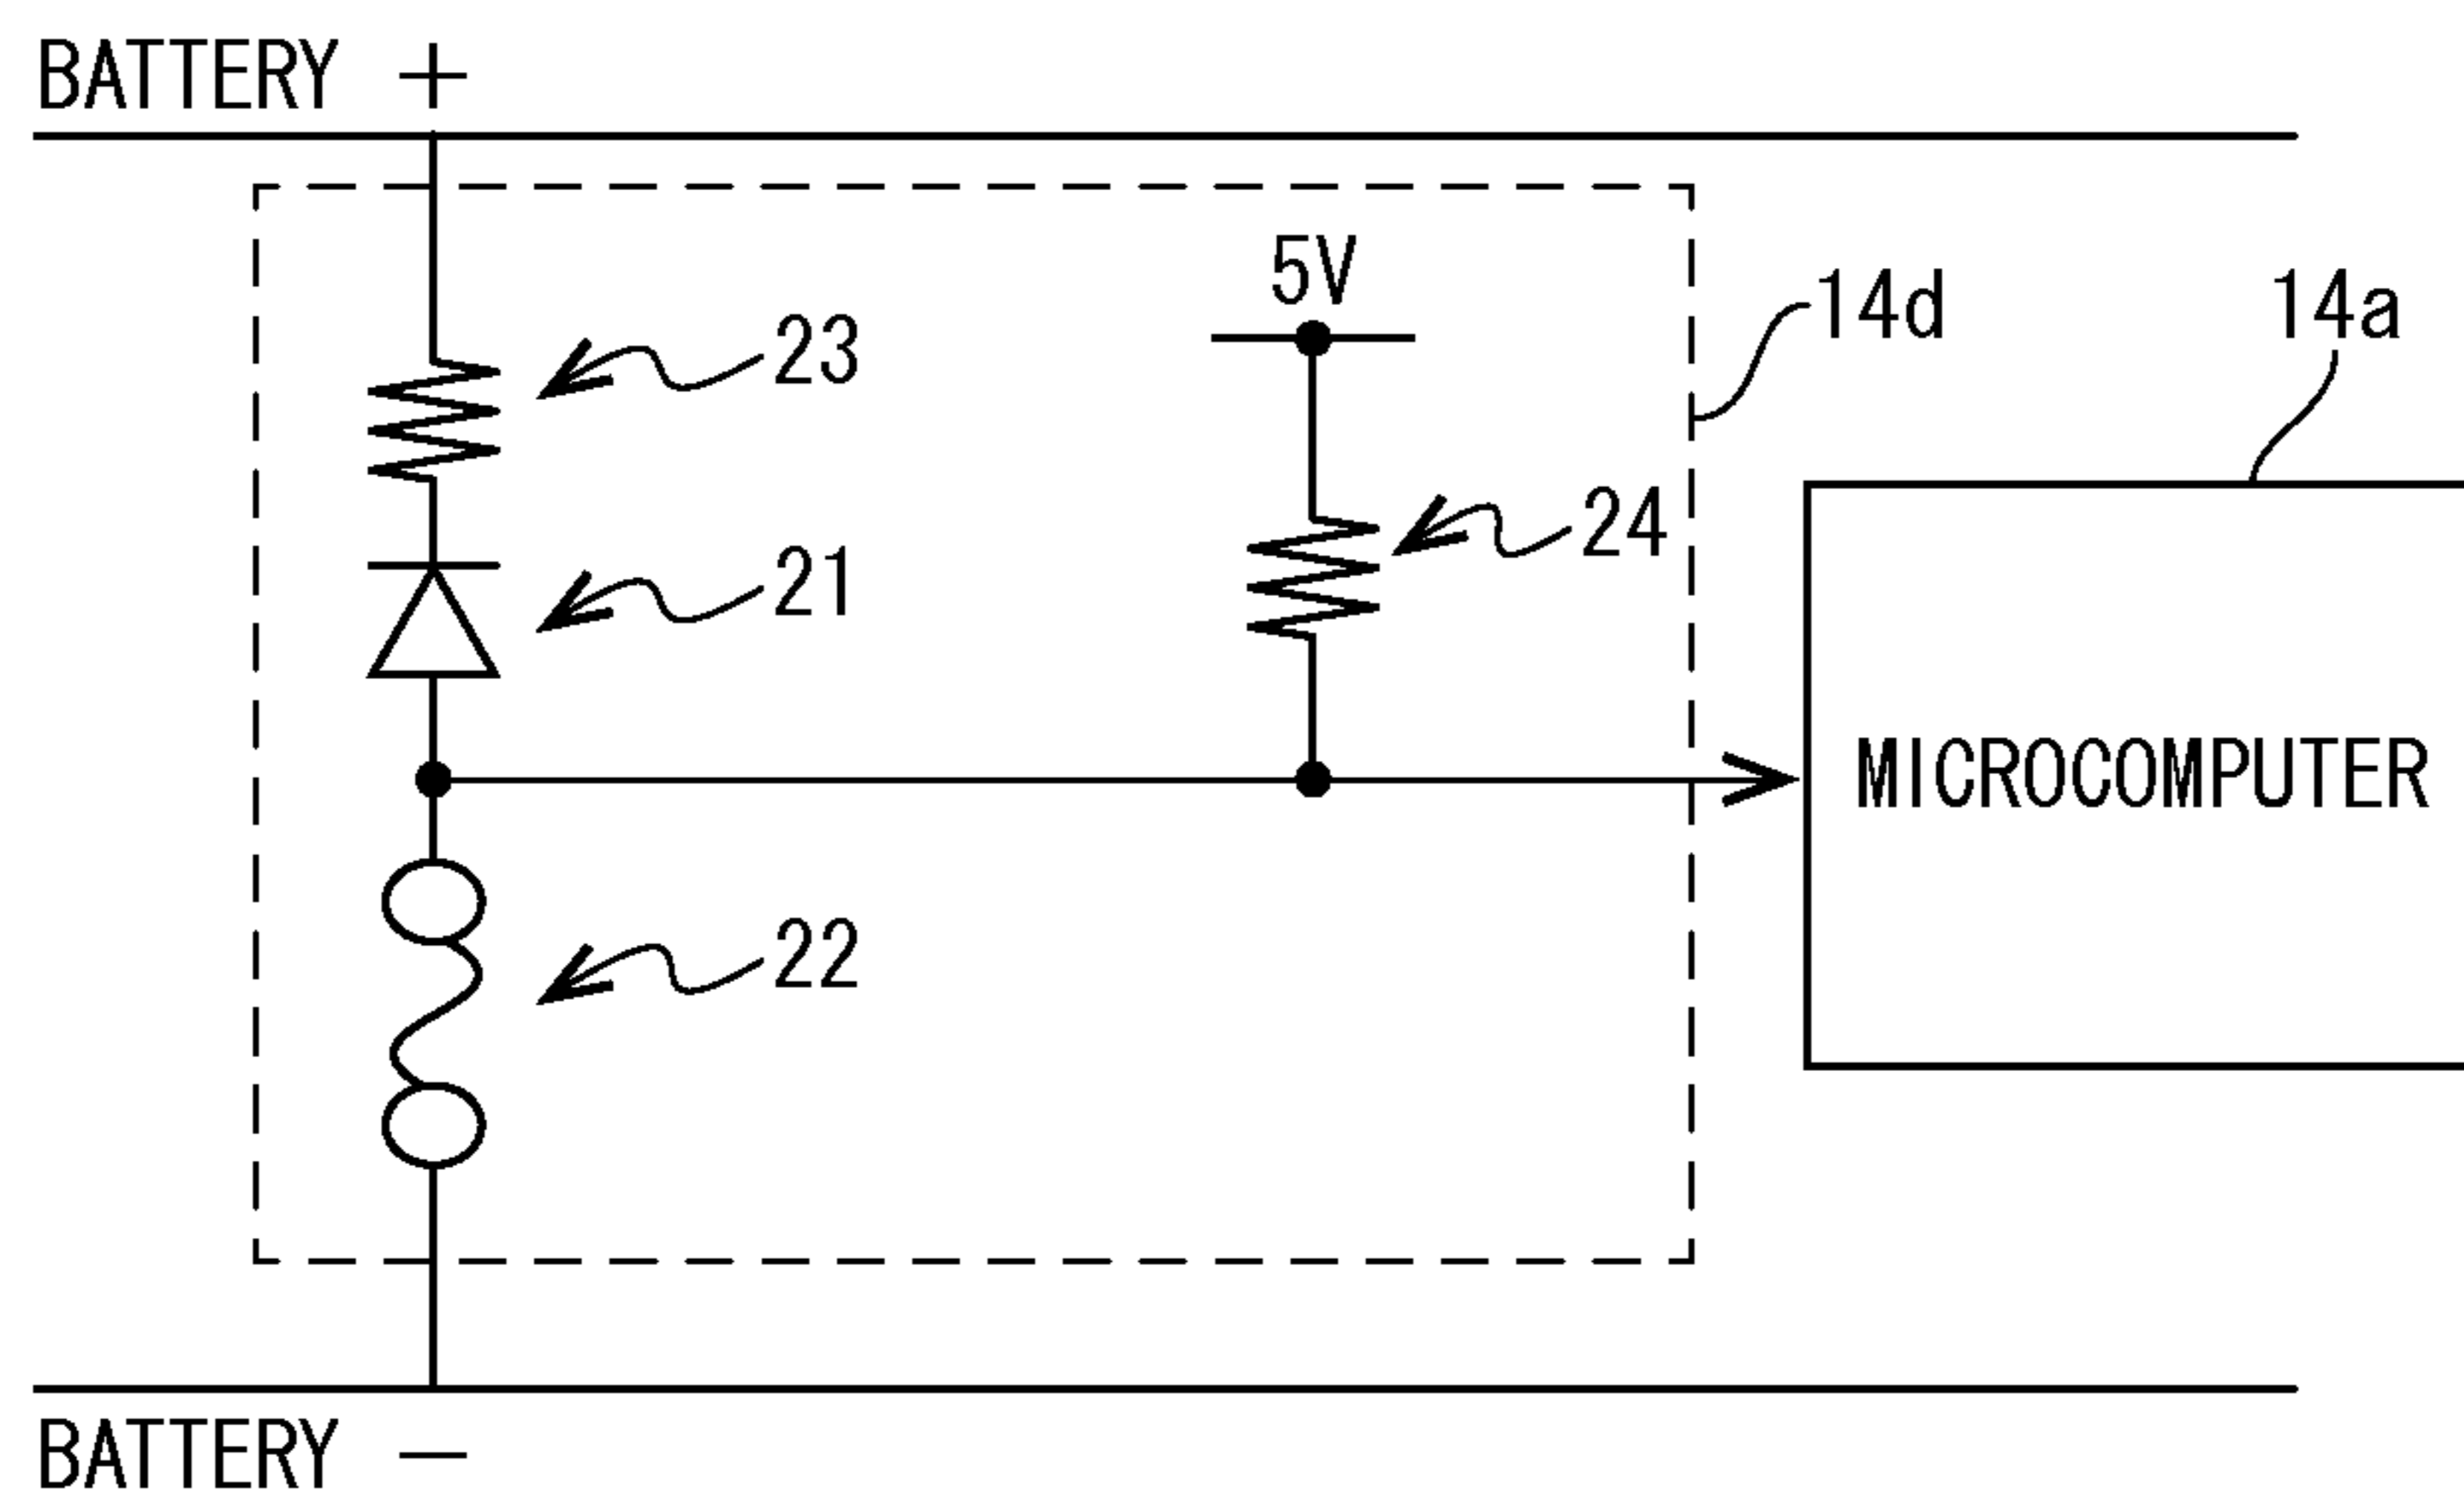 BATTERY +
5V
14d
14a
23
24
21
MICROCOMPUTER
22
BATTERY −